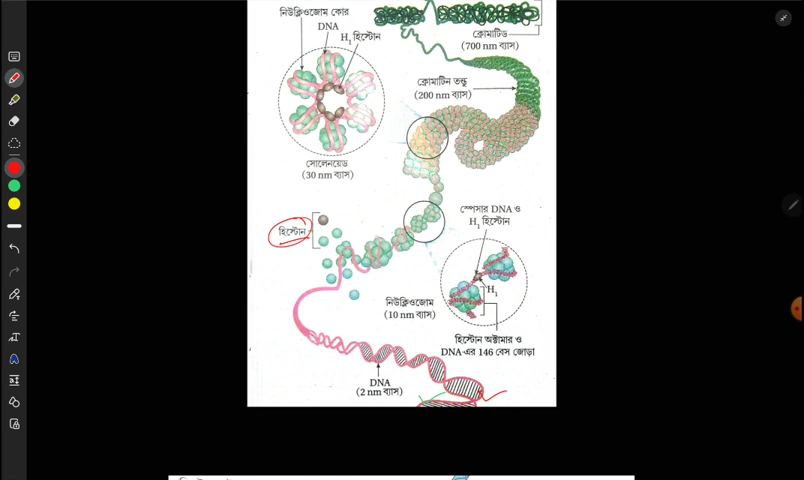 নিউক্লিওজোম কোর
DNA
H₁ হিস্টোন
ক্রোমাটিড
(700 nm ব্যাস)
ক্রোমাটিন তন্তু
(200 nm ব্যাস)
সোলেনয়েড
(30 nm ব্যাস)
স্পেসার DNA ও
H₁ হিস্টোন
হিস্টোন
H₁
নিউক্লিওজোম
(10 nm ব্যাস)
হিস্টোন অক্টামার ও
DNA-এর 146 বেস জোড়া
DNA
(2 nm ব্যাস)